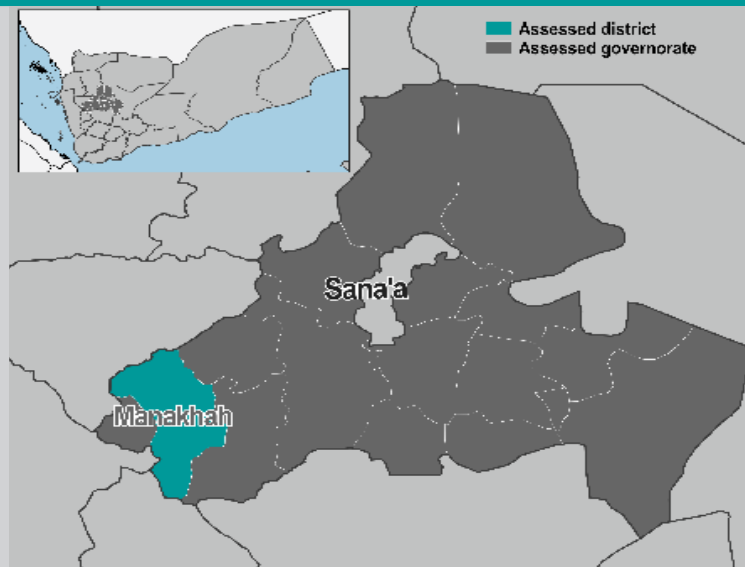 Assessed district
Assessed governorate
Sana'a
Manakhah